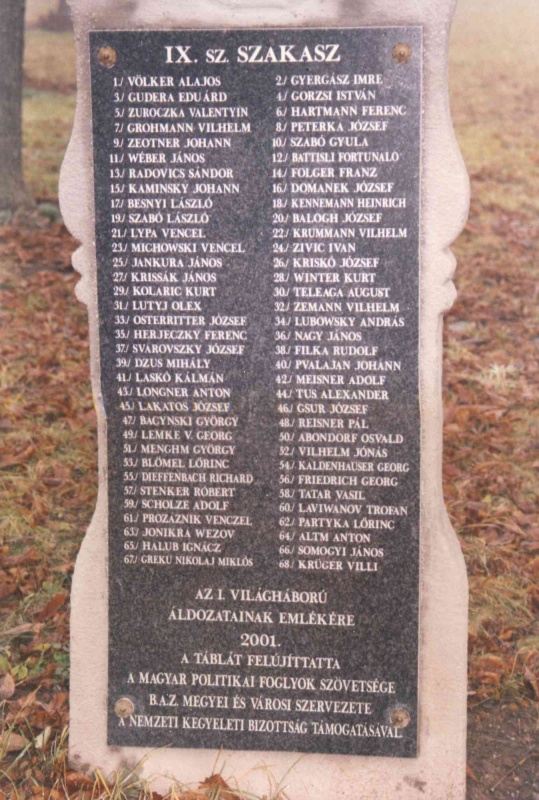 IX. SZ. SZAKASZ
1./ VÖLKER ALAJOS 2./ GYERGÁSZ IMRE
3./ GUDERA EDUÁRD 4./ GORZSI ISTVÁN
5./ ZUROCZKA VALENTYIN 6./ HARTMANN FERENC
7./ GROHMANN VILHELM 8./ PETERKA JÓZSEF
9./ ZEOTNER JOHANN 10./ SZABÓ GYULA
11./ WÉBER JÁNOS 12./ BATTISLI FORTUNALÓ
13./ RADOVICS SÁNDOR 14./ FOLGER FRANZ
15./ KAMINSKY JOHANN 16./ DOMANEK JÓZSEF
17./ BESNYI LÁSZLÓ 18./ KENNEMANN HEINRICH
19./ SZABÓ LÁSZLÓ 20./ BALOGH JÓZSEF
21./ LYPA VENCEL 22./ KRUMMANN VILHELM
23./ MICHOWSKI VENCEL 24./ ZIVIC IVAN
25./ JANKURA JÁNOS 26./ KRISKÓ JÓZSEF
27./ KRISSÁK JÁNOS 28./ WINTER KURT
29./ KOLARIC KURT 30./ TELEAGA AUGUST
31./ LUTYJ OLEX 32./ ZEMANN VILHELM
33./ OSTERRITTER JÓZSEF 34./ LUBOWSKY ANDRÁS
35./ HERJECZKY FERENC 36./ NAGY JÁNOS
37./ SVÁROVSZKY JÓZSEF 38./ FILKA RUDOLF
39./ DZUS MIHÁLY 40./ PVALAJAN JOHANN
41./ LASKÓ KÁLMÁN 42./ MEISNER ADOLF
43./ LONGNER ANTON 44./ TUS ALEXANDER
45./ LAKATOS JÓZSEF 46./ GSUR JÓZSEF
47./ BACYNSKI GYÖRGY 48./ REISNER PÁL
49./ LEMKE V. GEORG 50./ ABONDORF OSVALD
51./ MENGHM GYÖRGY 52./ VILHELM JÓNÁS
53./ BLÖMEL LŐRINC 54./ KALDENHAUSER GEORG
55./ DIEFFENBACH RICHARD 56./ FRIEDRICH GEORG
57./ STENKER RÓBERT 58./ TATAR VASIL
59./ SCHOLZE ADOLF 60./ LAVIWANOV TROFAN
61./ PROZAZNIK VENCZEL 62./ PARTYKA LŐRINC
63./ JONIKRA WEZOV 64./ ALTM ANTON
65./ HALUB IGNÁCZ 66./ SOMOGYI JÁNOS
67./ GREKU NIKOLAJ MIKLÓS 68./ KRÜGER VILLI
AZ I. VILÁGHÁBORÚ
ÁLDOZATAINAK EMLÉKÉRE
2001.
A TÁBLÁT FELÚJÍTTATTA
A MAGYAR POLITIKAI FOGLYOK SZÖVETSÉGE
B.A.Z. MEGYEI ÉS VÁROSI SZERVEZETE
A NEMZETI KEGYELETI BIZOTTSÁG TÁMOGATÁSÁVAL